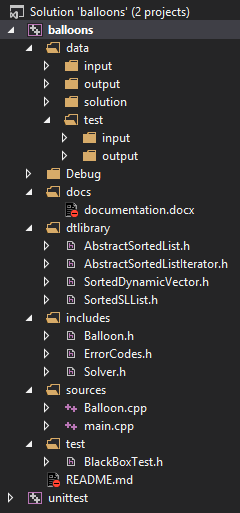 Solution 'balloons' (2 projects)
balloons
data
input
output
solution
test
input
output
Debug
docs
documentation.docx
dtlibrary
AbstractSortedList.h
AbstractSortedListIterator.h
SortedDynamicVector.h
SortedSLList.h
includes
Balloon.h
ErrorCodes.h
Solver.h
sources
Balloon.cpp
main.cpp
test
BlackBoxTest.h
README.md
unittest